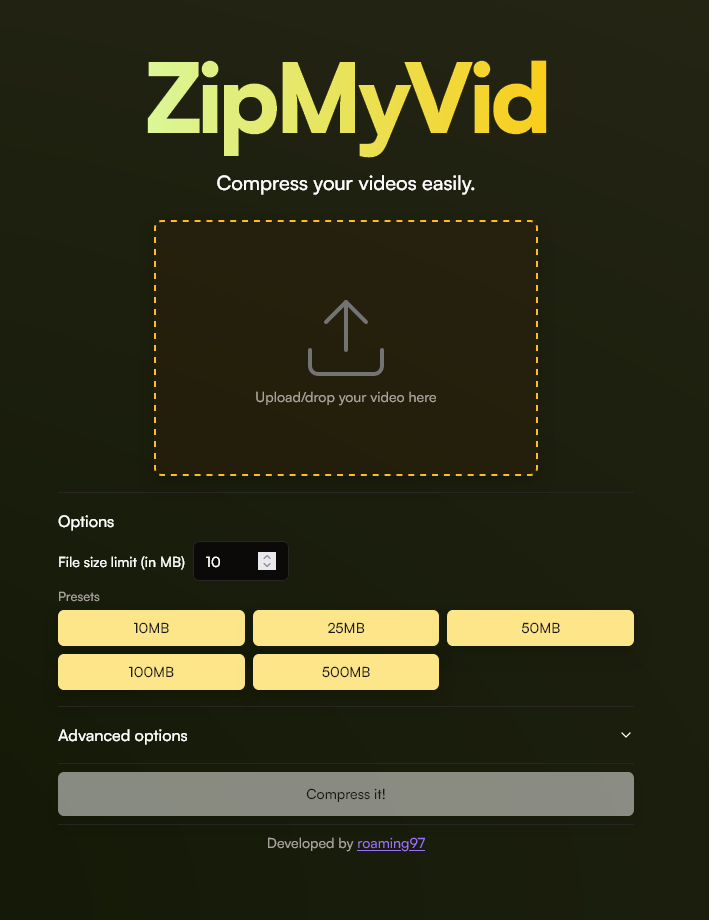 ZipMyVid
Compress your videos easily.
Upload/drop your video here
Options
File size limit (in MB) 10
Presets
10MB 25MB 50MB
100MB 500MB
Advanced options
Compress it!
Developed by roaming97